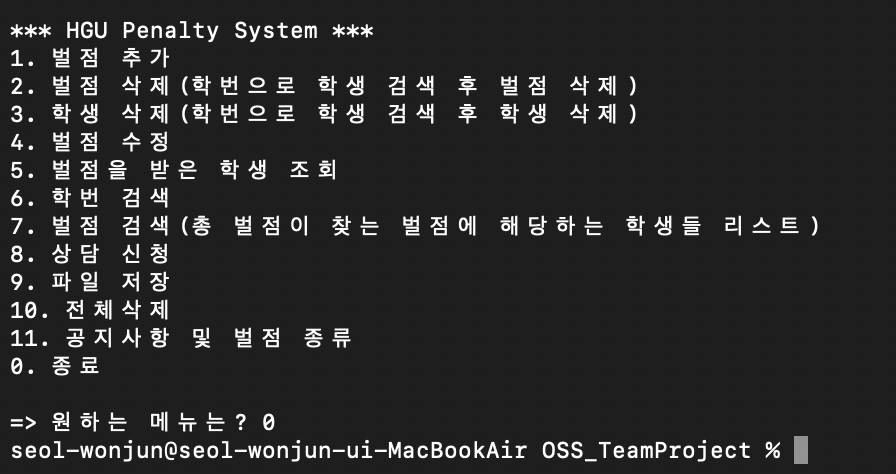 *** HGU Penalty System ***
1. 벌점 추가
2. 벌점 삭제(학번으로 학생 검색 후 벌점 삭제)
3. 학생 삭제(학번으로 학생 검색 후 학생 삭제)
4. 벌점 수정
5. 벌점을 받은 학생 조회
6. 학번 검색
7. 벌점 검색(총 벌점이 찾는 벌점에 해당하는 학생들 리스트)
8. 상담 신청
9. 파일 저장
10. 전체삭제
11. 공지사항 및 벌점 종류
0. 종료
=> 원하는 메뉴는? 0
seol-wonjun@seol-wonjun-ui-MacBookAir OSS_TeamProject %